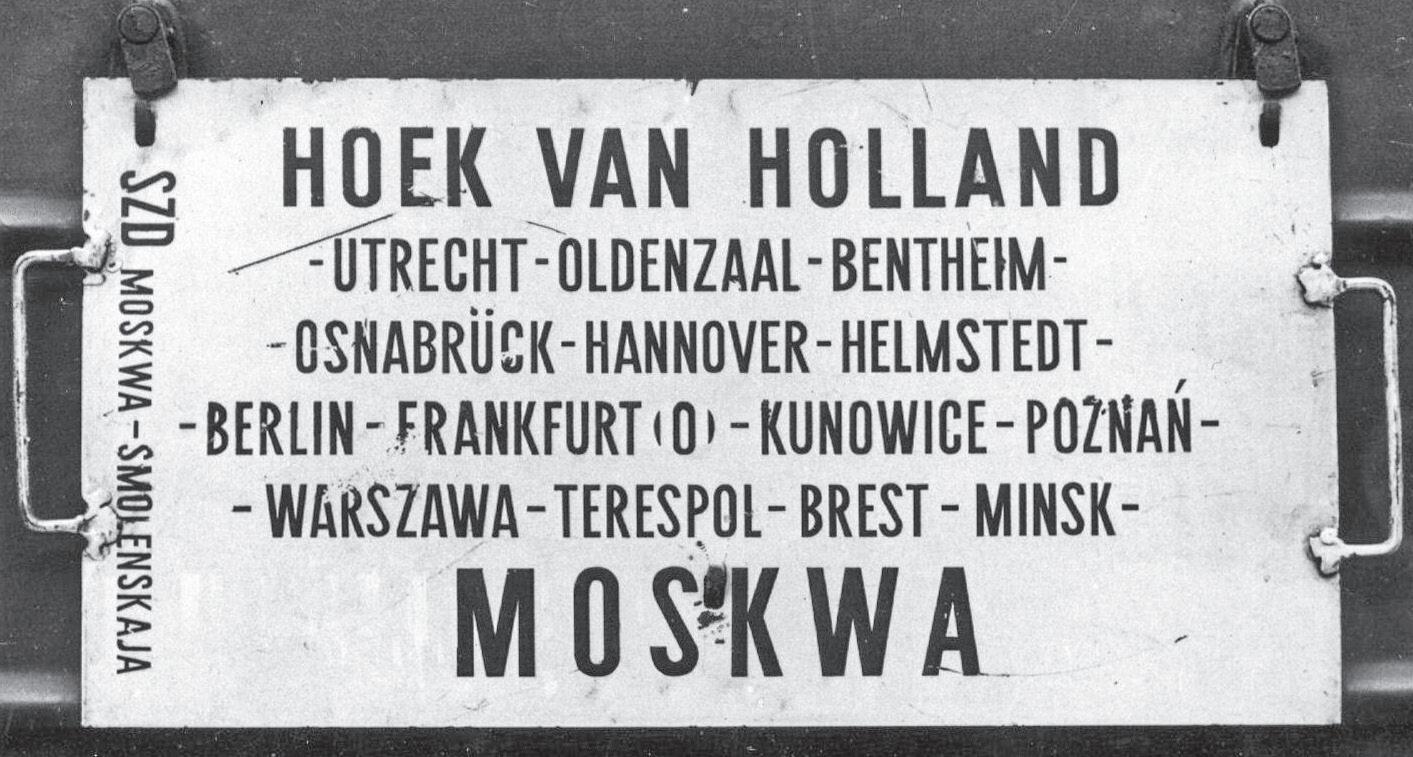 HOEK VAN HOLLAND
-UTRECHT-OLDENZAAL-BENTHEIM-
-OSNABRÜCK-HANNOVER-HELMSTEDT-
-BERLIN-FRANKFURT(O)-KUNOWICE-POZNAŃ-
-WARSZAWA-TERESPOL-BREST-MINSK-
MOSKWA
SZD MOSKWA-SMOLENSKAJA